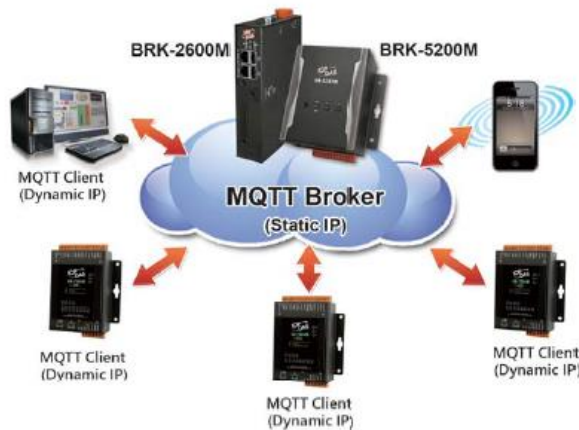 BRK-2600M
BRK-5200M
MQTT Client
(Dynamic IP)
MQTT Broker
(Static IP)
MQTT Client
(Dynamic IP)
MQTT Client
(Dynamic IP)
MQTT Client
(Dynamic IP)